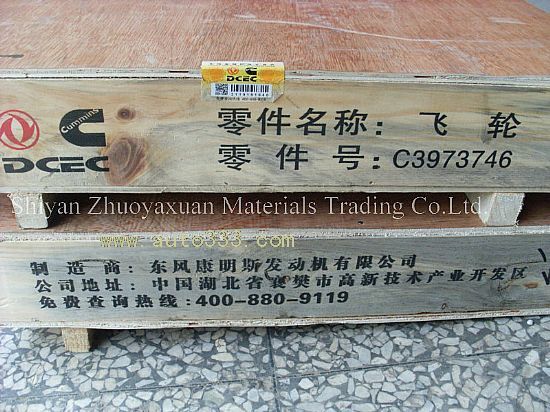 DCEC
Cummins
零件名称: 飞 轮
零 件 号: C3973746
Shiyan Zhuoyaxuan Materials Trading Co.Ltd
www.auto333.com
制 造 商: 东风康明斯发动机有限公司
公司地址: 中国湖北省襄樊市高新技术产业开发区
免费查询热线:400-880-9119